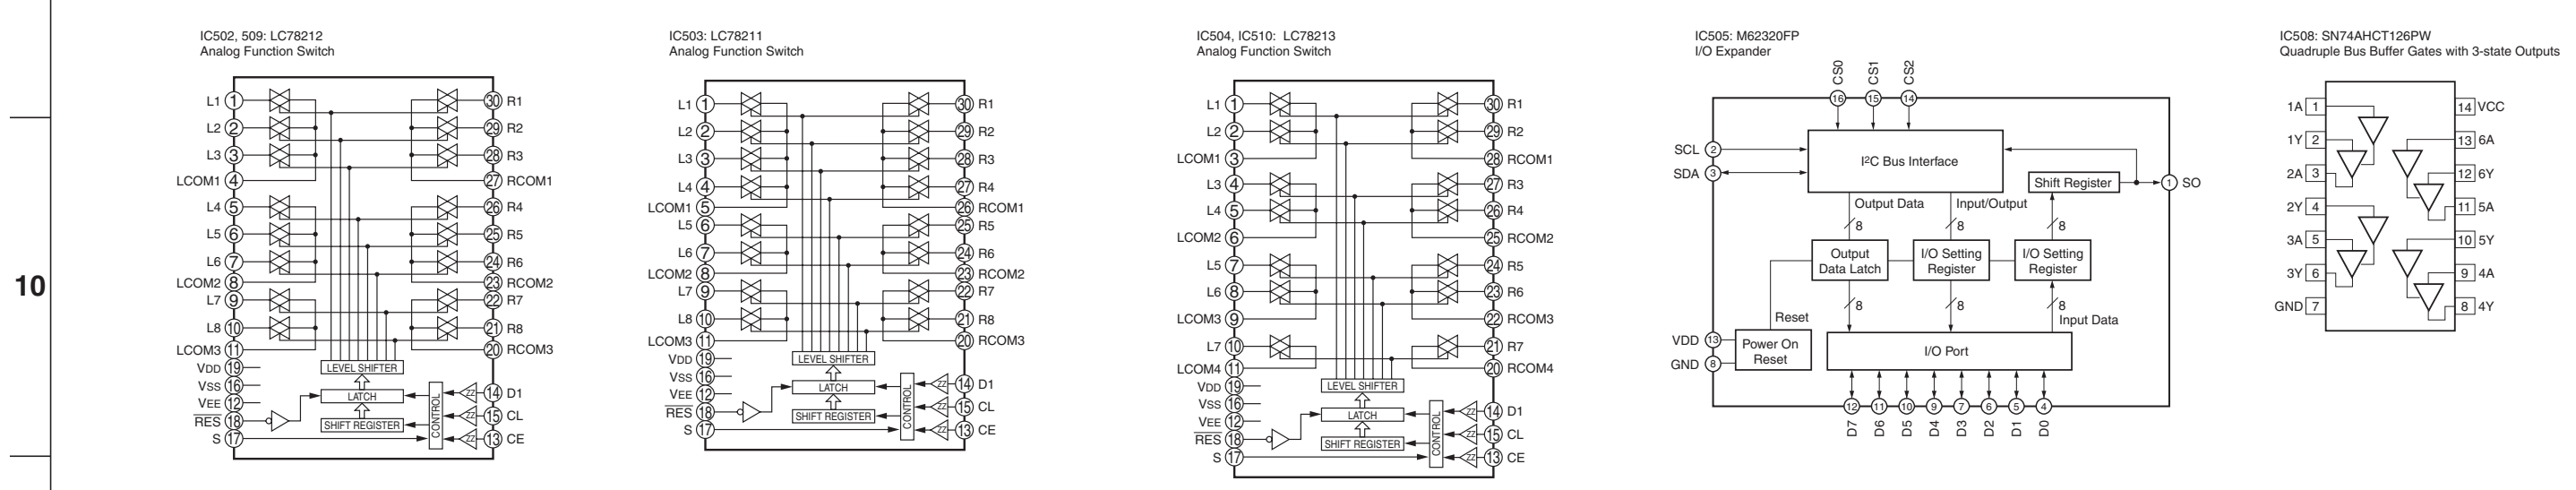 10
IC502, 509: LC78212
Analog Function Switch
L1 1
L2 2
L3 3
LCOM1 4
L4 5
L5 6
L6 7
LCOM2 8
L7 9
L8 10
LCOM3 11
VDD 19
VSS 16
VEE 12
RES 18
S 17
30 R1
29 R2
28 R3
27 RCOM1
26 R4
25 R5
24 R6
23 RCOM2
22 R7
21 R8
20 RCOM3
14 D1
15 CL
13 CE
LEVEL SHIFTER
LATCH
SHIFT REGISTER
CONTROL
IC503: LC78211
Analog Function Switch
L1 1
L2 2
L3 3
L4 4
LCOM1 5
L5 6
L6 7
LCOM2 8
L7 9
L8 10
LCOM3 11
VDD 19
VSS 16
VEE 12
RES 18
S 17
30 R1
29 R2
28 R3
27 R4
26 RCOM1
25 R5
24 R6
23 RCOM2
22 R7
21 R8
20 RCOM3
14 D1
15 CL
13 CE
LEVEL SHIFTER
LATCH
SHIFT REGISTER
CONTROL
IC504, IC510: LC78213
Analog Function Switch
L1 1
L2 2
LCOM1 3
L3 4
L4 5
LCOM2 6
L5 7
L6 8
LCOM3 9
L7 10
LCOM4 11
VDD 19
VSS 16
VEE 12
RES 18
S 17
30 R1
29 R2
28 RCOM1
27 R3
26 R4
25 RCOM2
24 R5
23 R6
22 RCOM3
21 R7
20 RCOM4
14 D1
15 CL
13 CE
LEVEL SHIFTER
LATCH
SHIFT REGISTER
CONTROL
IC505: M62320FP
I/O Expander
CS0 CS1 CS2
16 15 14
SCL 2
SDA 3
I²C Bus Interface
Shift Register
1 SO
Output Data
Input/Output
8 8 8
Output Data Latch
I/O Setting Register
I/O Setting Register
8 8 8
Reset
Input Data
VDD 13
GND 8
Power On Reset
I/O Port
12 11 10 9 7 6 5 4
D7 D6 D5 D4 D3 D2 D1 D0
IC508: SN74AHCT126PW
Quadruple Bus Buffer Gates with 3-state Outputs
1A 1
1Y 2
2A 3
2Y 4
3A 5
3Y 6
GND 7
14 VCC
13 6A
12 6Y
11 5A
10 5Y
9 4A
8 4Y